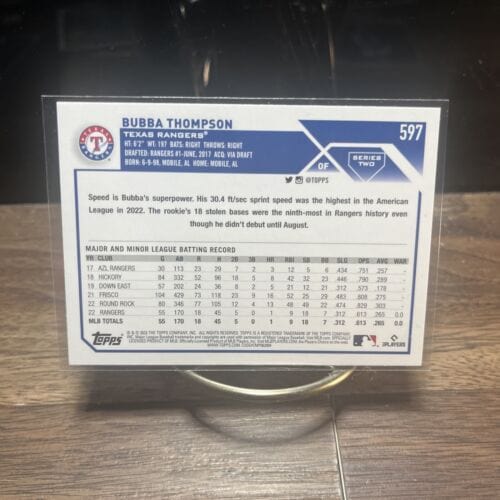 BUBBA THOMPSON
TEXAS RANGERS®
HT: 6'2" WT: 197 BATS: RIGHT THROWS: RIGHT
DRAFTED: RANGERS #1-JUNE, 2017 ACQ: VIA DRAFT
BORN: 6-9-98, MOBILE, AL HOME: MOBILE, AL
597
OF
SERIES
TWO
@TOPPS
Speed is Bubba's superpower. His 30.4 ft/sec sprint speed was the highest in the American
League in 2022. The rookie's 18 stolen bases were the ninth-most in Rangers history even
though he didn't debut until August.
MAJOR AND MINOR LEAGUE BATTING RECORD
YR CLUB G AB R H 2B 3B HR RBI SB BB SLG OPS AVG WAR
17 AZL RANGERS 30 113 23 29 7 2 3 12 5 6 .434 .751 .257 -
18 HICKORY 84 332 52 96 18 5 8 42 32 23 .446 .790 .289 -
19 DOWN EAST 57 202 24 36 8 2 5 21 12 21 .312 .573 .178 -
21 FRISCO 104 429 73 118 23 9 16 52 25 29 .483 .808 .275 -
22 ROUND ROCK 80 346 77 105 12 4 13 48 49 22 .474 .829 .303 -
22 RANGERS 55 170 18 45 5 0 1 9 18 7 .312 .613 .265 0.0
MLB TOTALS 55 170 18 45 5 0 1 9 18 7 .312 .613 .265 0.0
Topps
PLAYERS